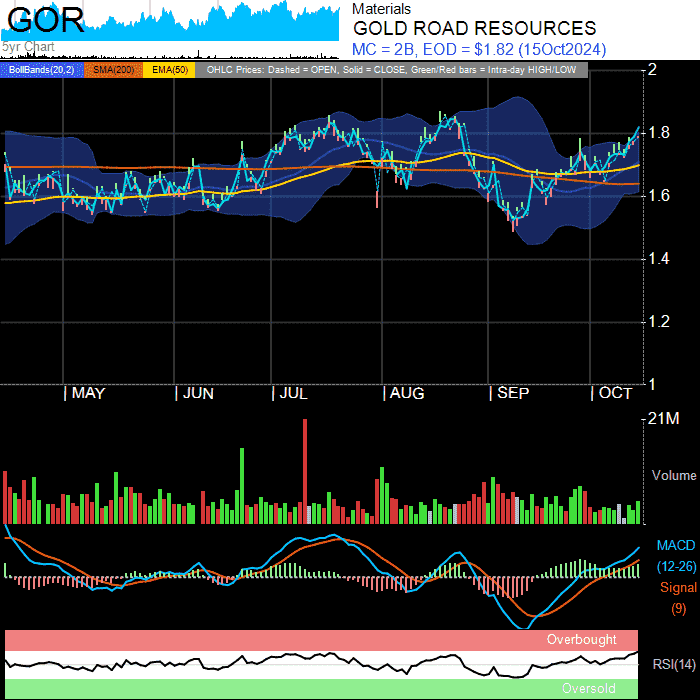 GOR
5yr Chart
Materials
GOLD ROAD RESOURCES
MC = 2B, EOD = $1.82 (15Oct2024)
BollBands(20,2) SMA(200) EMA(50) OHLC Prices: Dashed = OPEN, Solid = CLOSE, Green/Red bars = Intra-day HIGH/LOW
2
1.8
1.6
1.4
1.2
1
| MAY | JUN | JUL | AUG | SEP | OCT
21M
Volume
MACD
(12-26)
Signal
(9)
Overbought
RSI(14)
Oversold